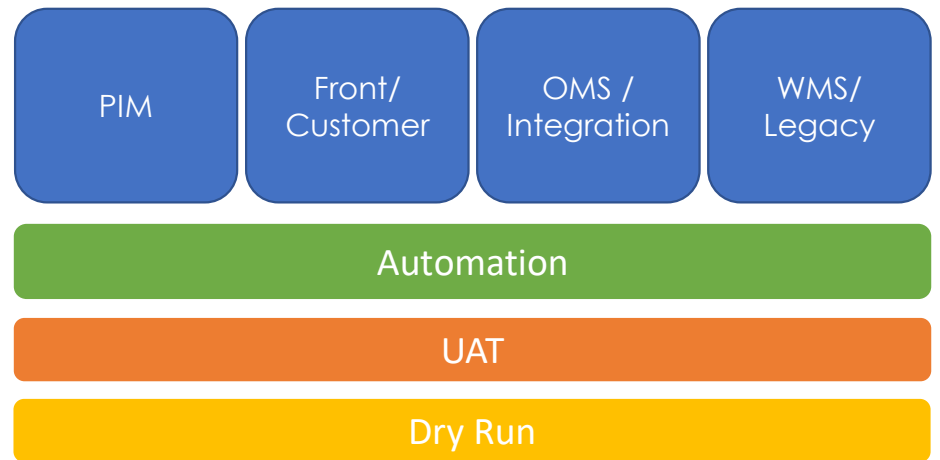 PIM
Front/
Customer
OMS /
Integration
WMS/
Legacy
Automation
UAT
Dry Run